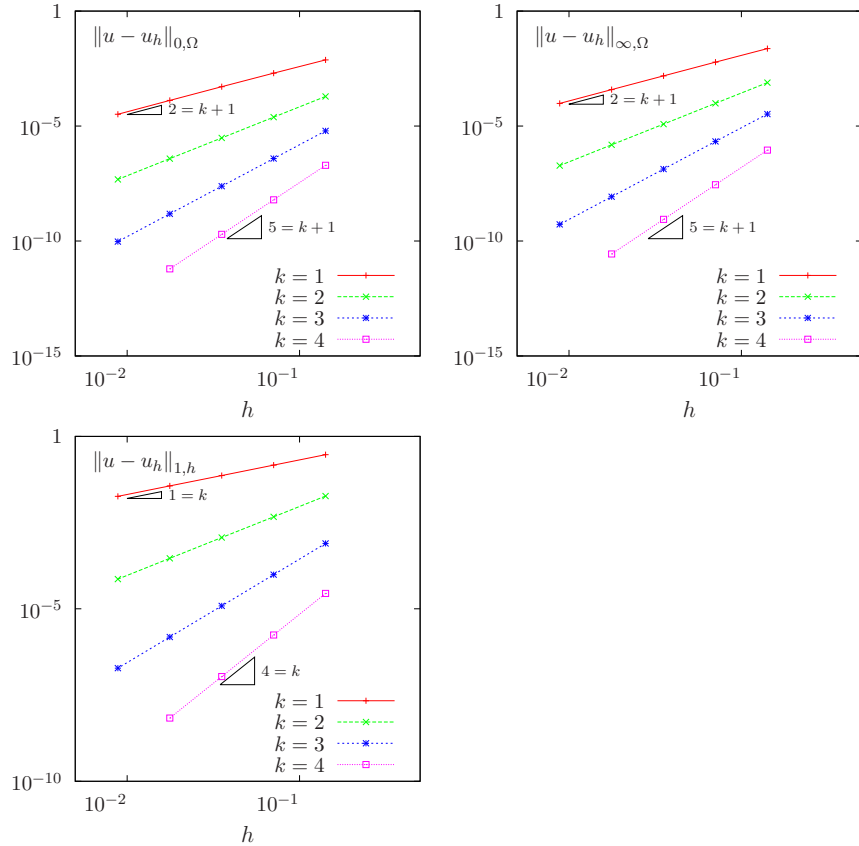 1
‖u − u_h‖_{0,Ω}
2 = k + 1
10^{−5}
5 = k + 1
10^{−10}
k = 1
k = 2
k = 3
k = 4
10^{−15}
10^{−2}
10^{−1}
h
1
‖u − u_h‖_{∞,Ω}
2 = k + 1
10^{−5}
5 = k + 1
10^{−10}
k = 1
k = 2
k = 3
k = 4
10^{−15}
10^{−2}
10^{−1}
h
1
‖u − u_h‖_{1,h}
1 = k
10^{−5}
4 = k
k = 1
k = 2
k = 3
k = 4
10^{−10}
10^{−2}
10^{−1}
h